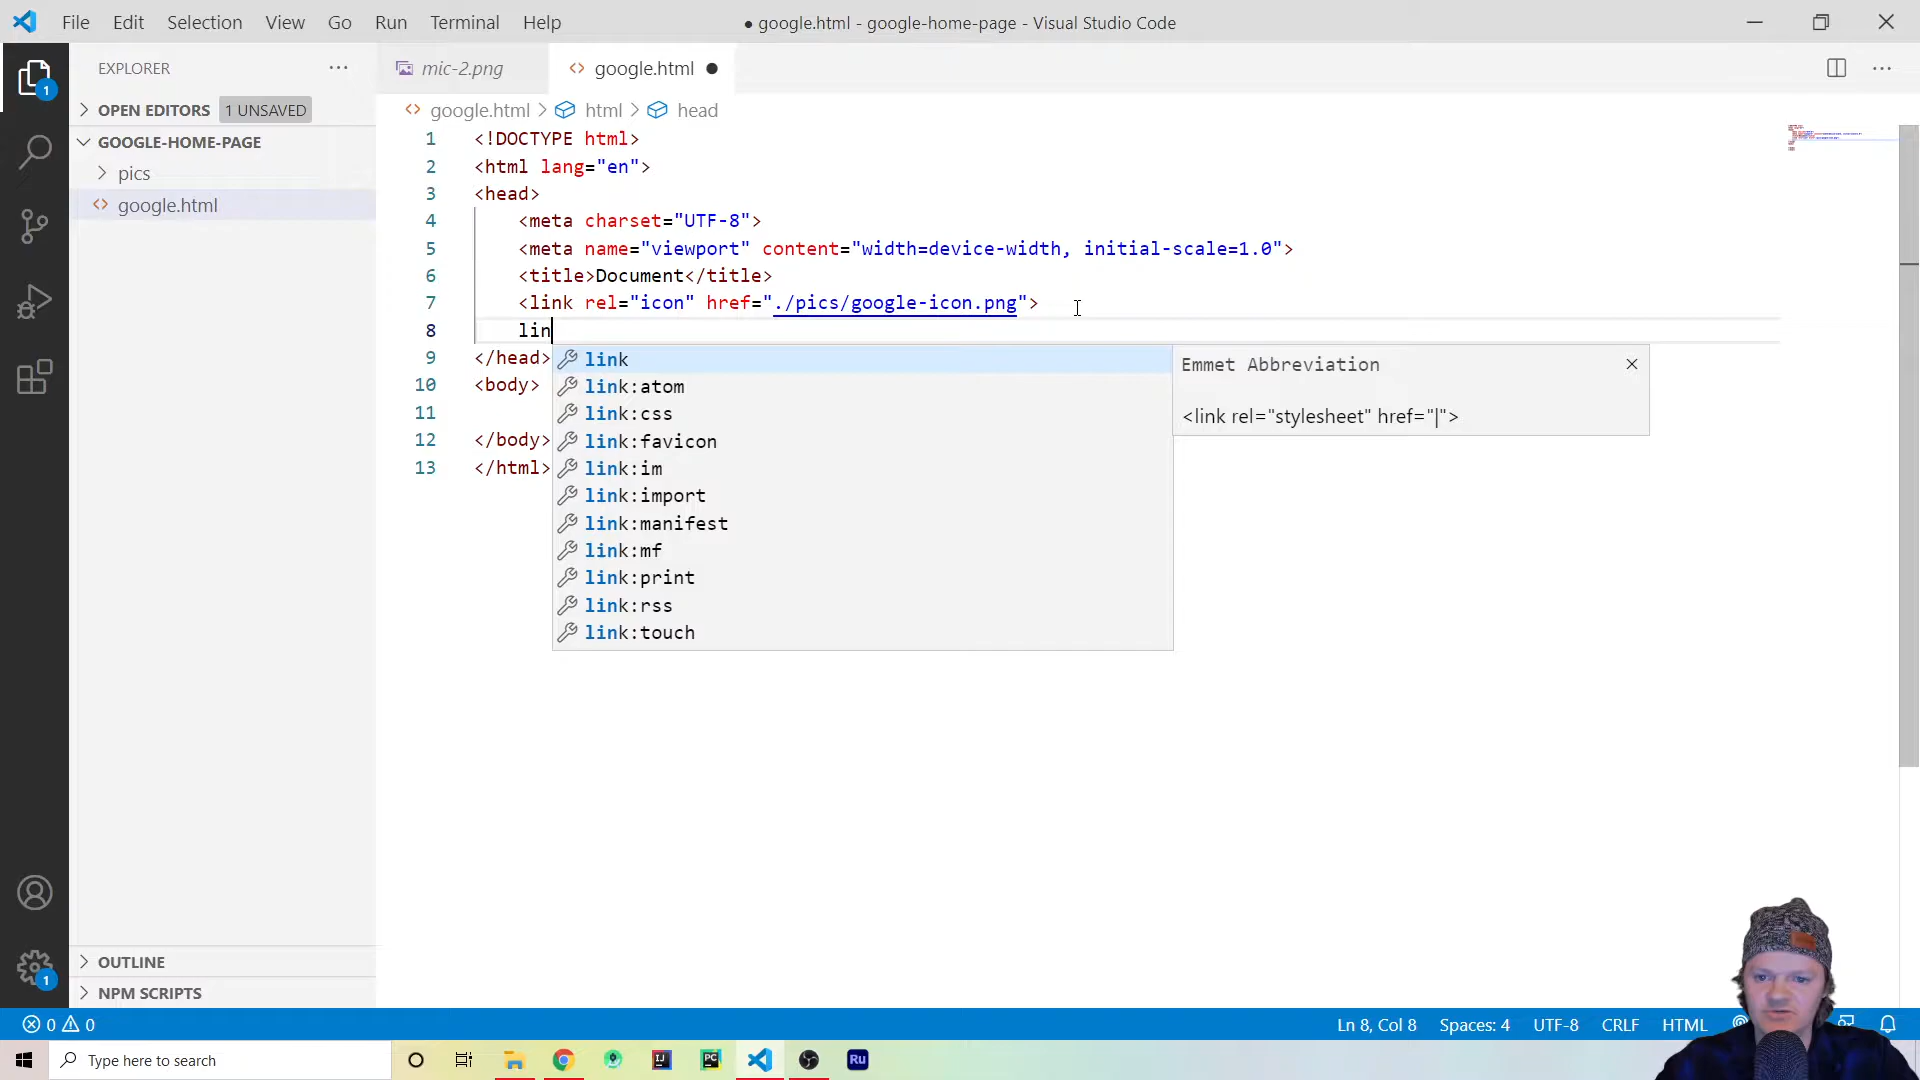 File Edit Selection View Go Run Terminal Help
● google.html - google-home-page - Visual Studio Code
EXPLORER
mic-2.png
google.html
OPEN EDITORS 1 UNSAVED
google.html > html > head
GOOGLE-HOME-PAGE
pics
google.html
1 <!DOCTYPE html>
2 <html lang="en">
3 <head>
4 <meta charset="UTF-8">
5 <meta name="viewport" content="width=device-width, initial-scale=1.0">
6 <title>Document</title>
7 <link rel="icon" href="./pics/google-icon.png">
8 lin
9 </head>
10 <body>
11
12 </body>
13 </html>
link
link:atom
link:css
link:favicon
link:im
link:import
link:manifest
link:mf
link:print
link:rss
link:touch
Emmet Abbreviation
<link rel="stylesheet" href="|">
1
1
OUTLINE
NPM SCRIPTS
0 0
Ln 8, Col 8 Spaces: 4 UTF-8 CRLF HTML
Type here to search
IJ
PC
Ru